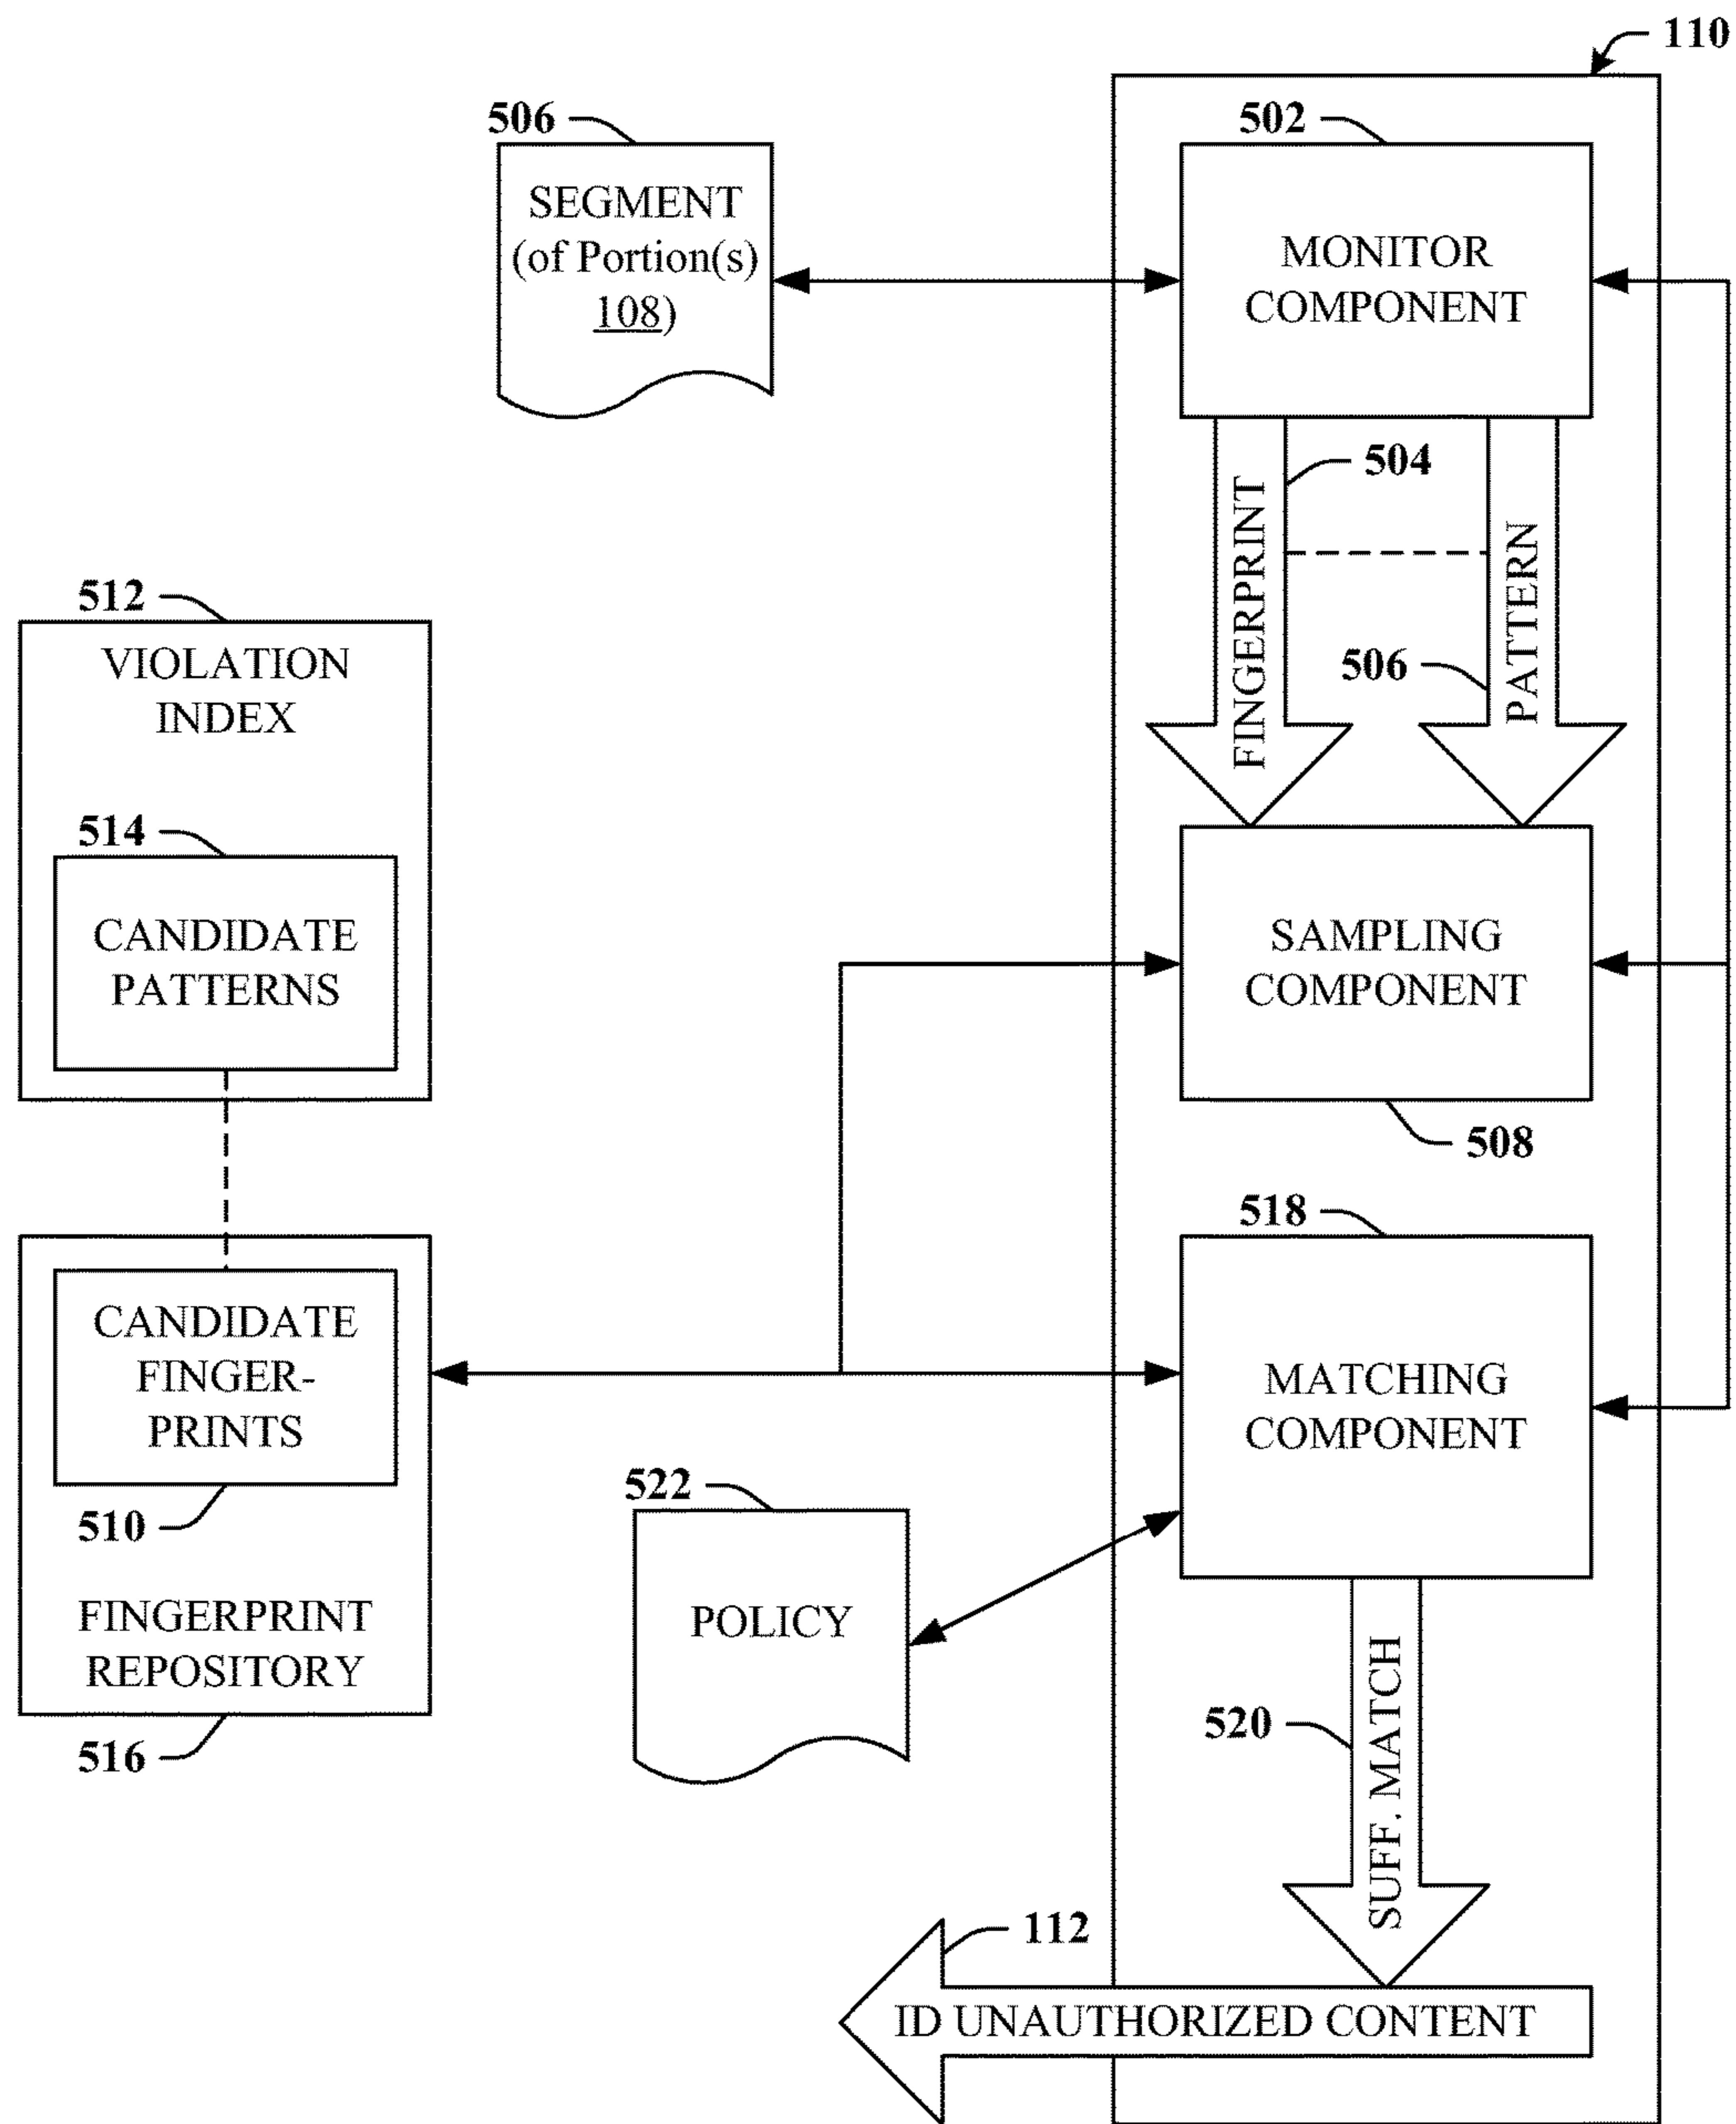 110
506
502
SEGMENT
(of Portion(s)
108)
MONITOR
COMPONENT
504
FINGERPRINT
PATTERN
506
512
VIOLATION
INDEX
514
CANDIDATE
PATTERNS
SAMPLING
COMPONENT
508
518
CANDIDATE
FINGER-
PRINTS
510
FINGERPRINT
REPOSITORY
516
MATCHING
COMPONENT
522
POLICY
520
SUFF. MATCH
112
ID UNAUTHORIZED CONTENT